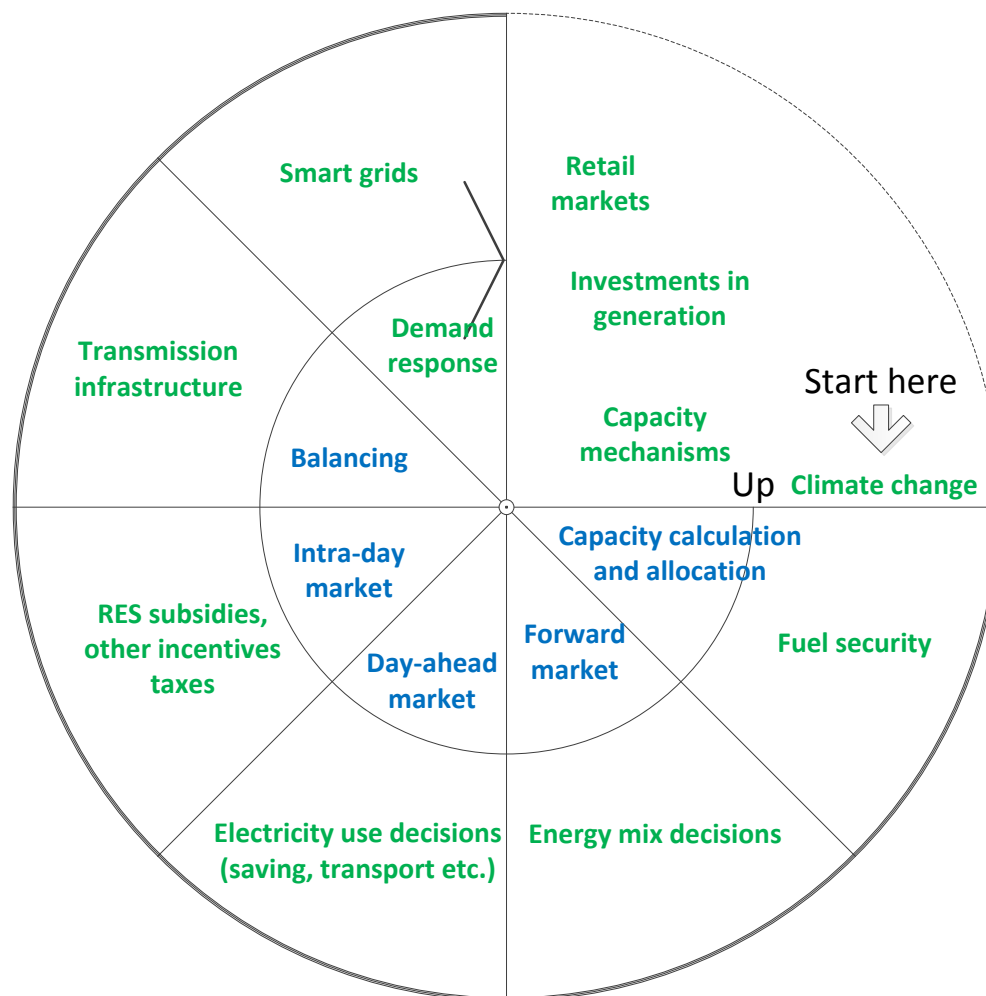 Smart grids
Retail
markets
Investments in
generation
Demand
response
Transmission
infrastructure
Start here
Capacity
mechanisms
Balancing
Up
Climate change
Capacity calculation
and allocation
Intra-day
market
RES subsidies,
other incentives
taxes
Forward
market
Fuel security
Day-ahead
market
Electricity use decisions
(saving, transport etc.)
Energy mix decisions